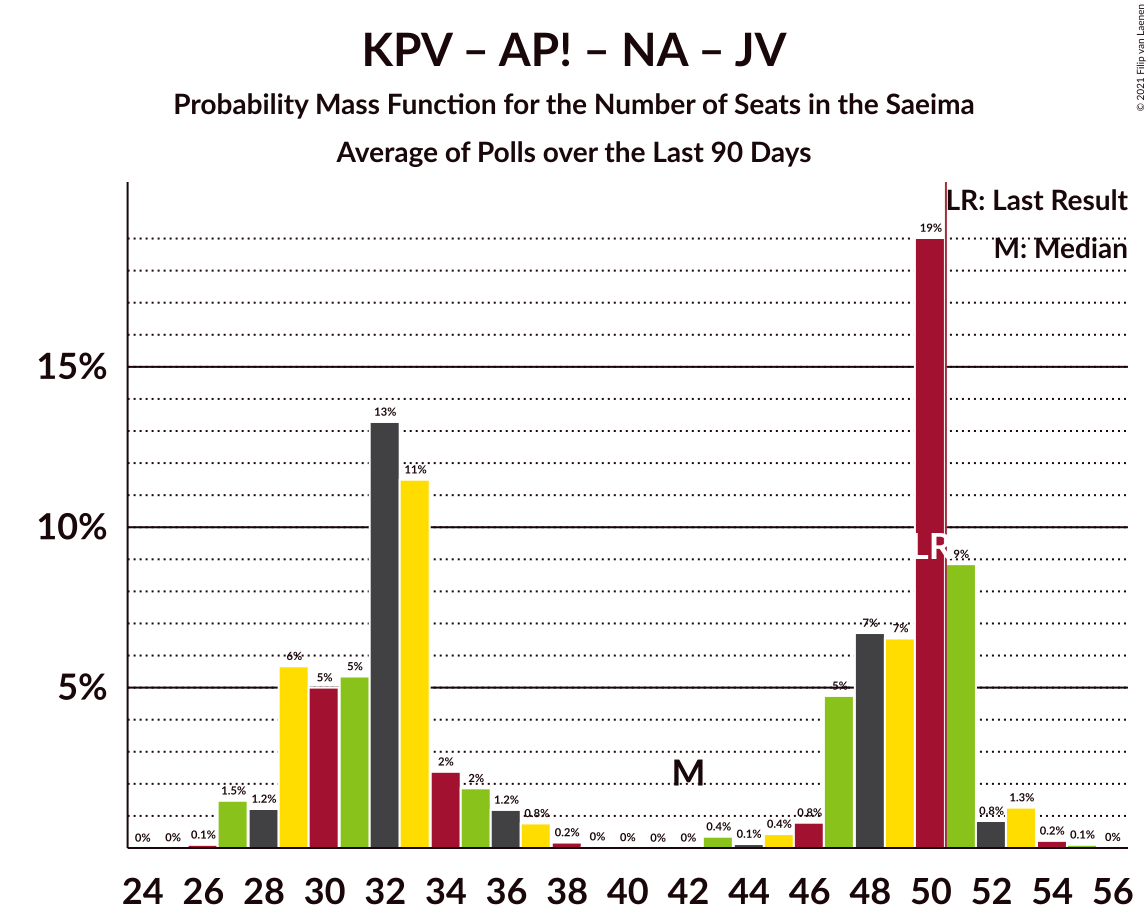 KPV – AP! – NA – JV
Probability Mass Function for the Number of Seats in the Saeima
Average of Polls over the Last 90 Days
© 2021 Filip van Laenen
LR: Last Result
M: Median
15%
10%
5%
0% 0% 0.1% 1.5% 1.2% 6% 5% 5% 13% 11% 2% 2% 1.2% 0.8% 0.2% 0% 0% 0% 0% 0.4% 0.1% 0.4% 0.8% 5% 7% 7% 19% 9% 0.8% 1.3% 0.2% 0.1% 0%
M
LR
24 26 28 30 32 34 36 38 40 42 44 46 48 50 52 54 56